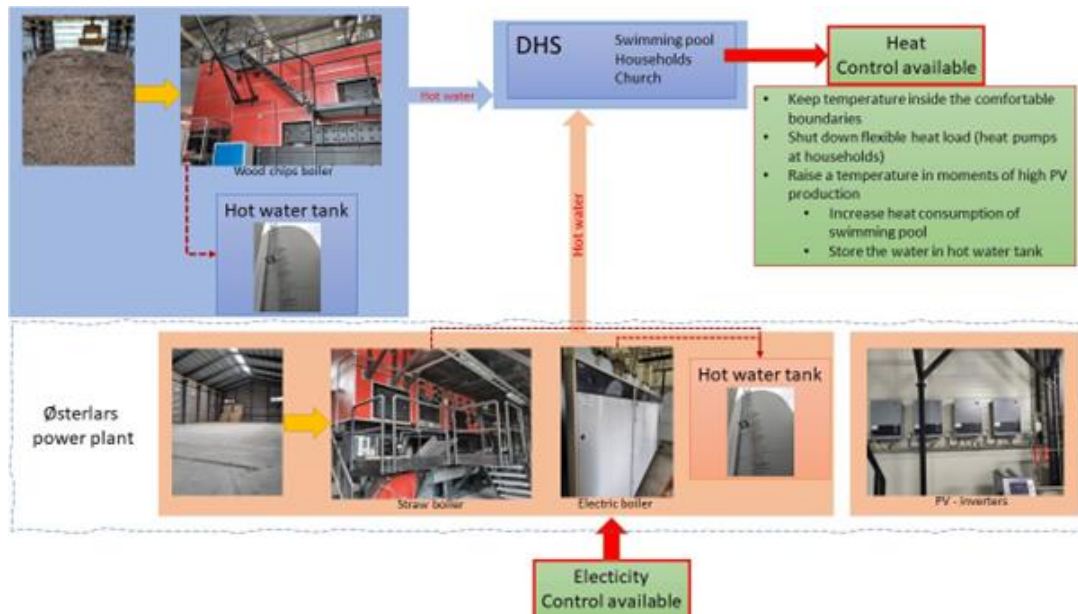 DHS
Swimming pool
Households
Church
Heat
Control available
Hot water
Wood chips boiler
Hot water tank
• Keep temperature inside the comfortable
boundaries
• Shut down flexible heat load (heat pumps
at households)
• Raise a temperature in moments of high PV
production
• Increase heat consumption of
swimming pool
• Store the water in hot water tank
Hot water
Østerlars
power plant
Hot water tank
Straw boiler
Electric boiler
PV - inverters
Electicity
Control available